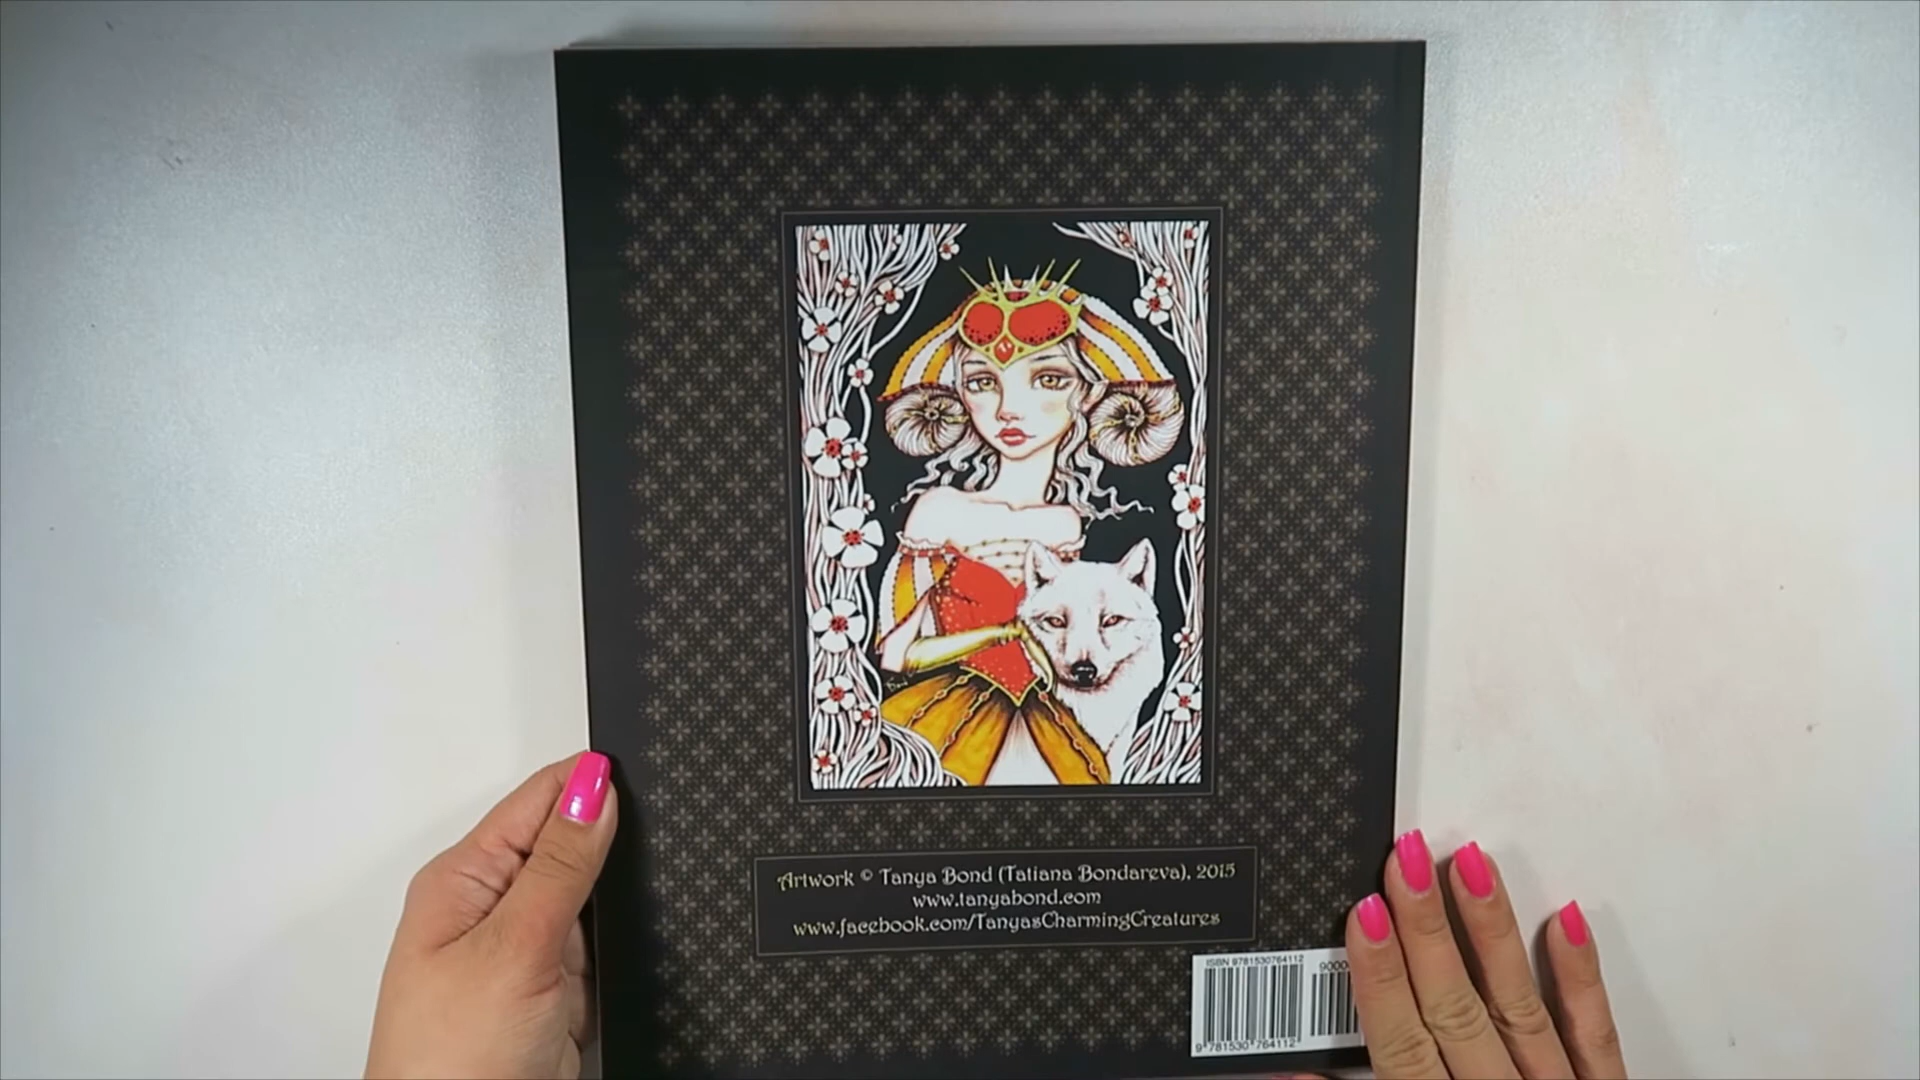 Artwork © Tanya Bond (Tatiana Bondareva), 2015
www.tanyabond.com
www.facebook.com/TanyasCharmingCreatures
ISBN 9781530764112
9 781530 764112